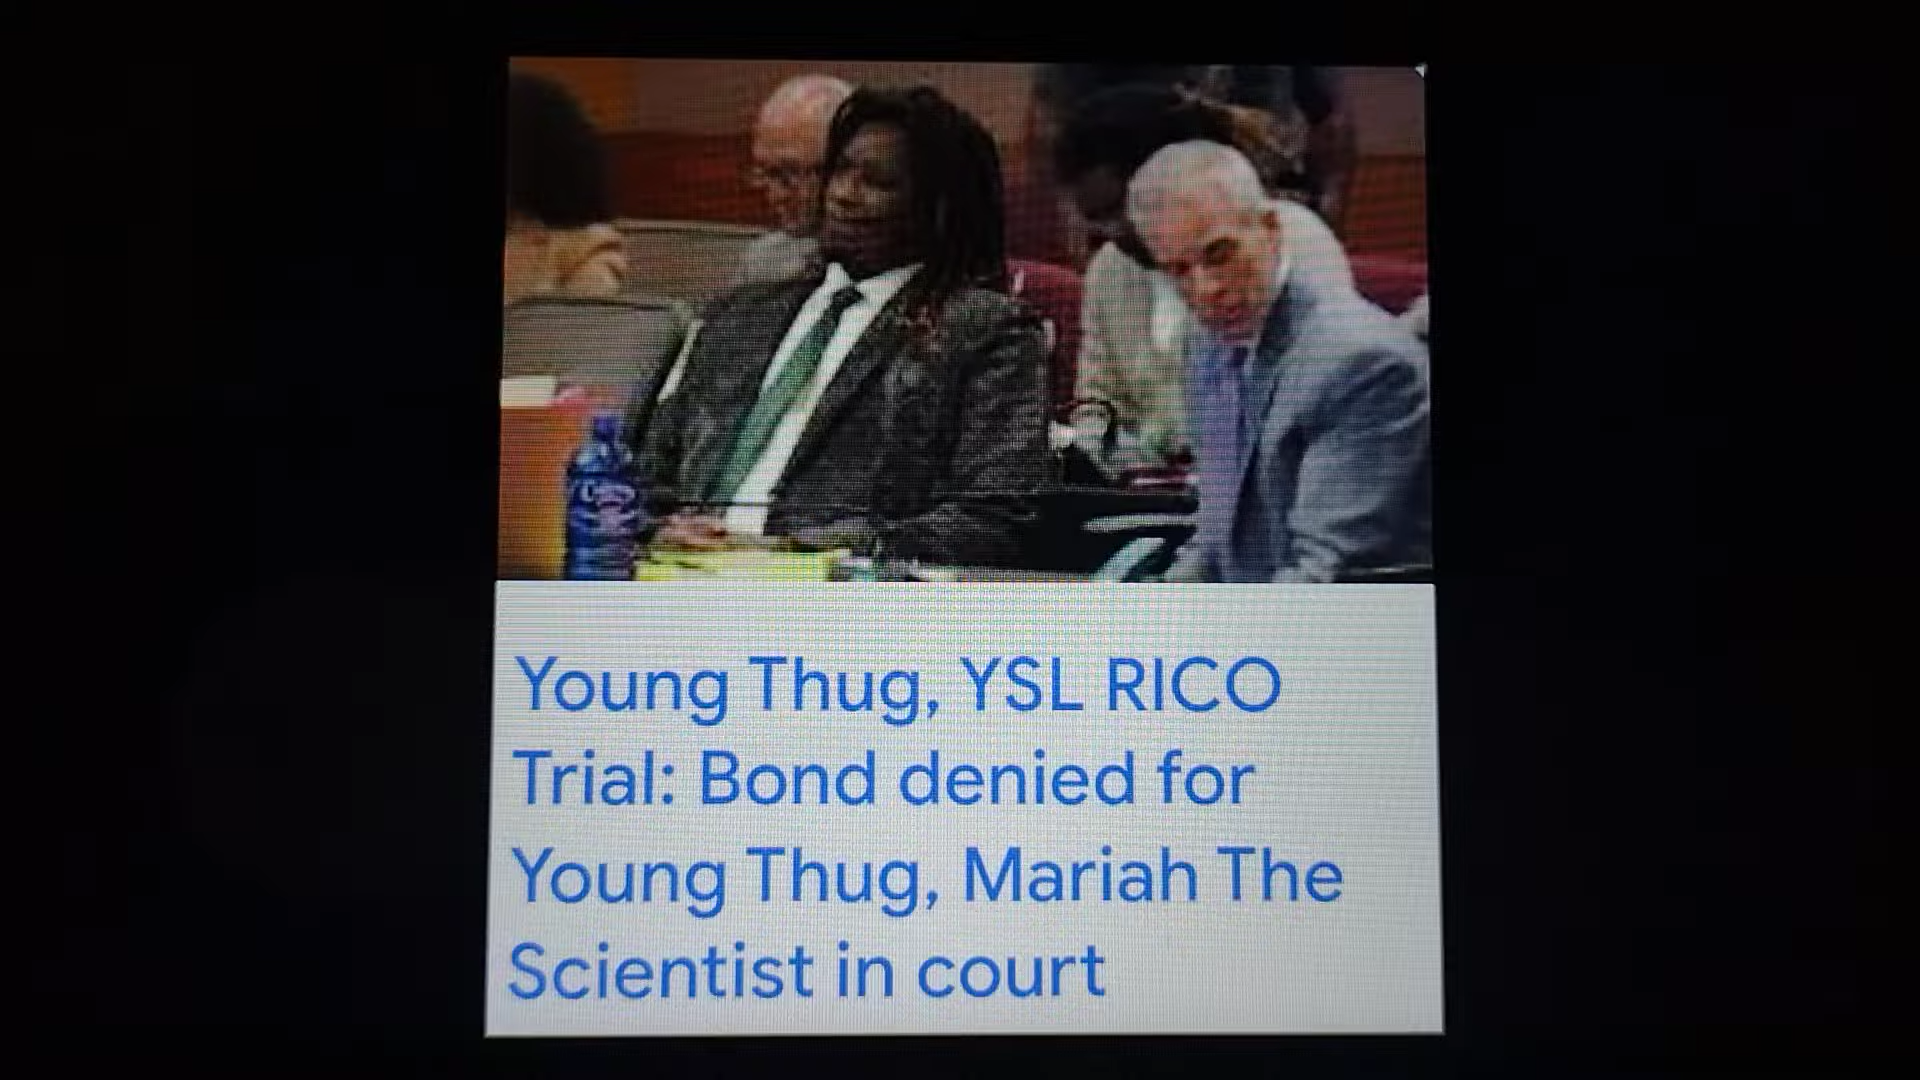 Young Thug, YSL RICO
Trial: Bond denied for
Young Thug, Mariah The
Scientist in court